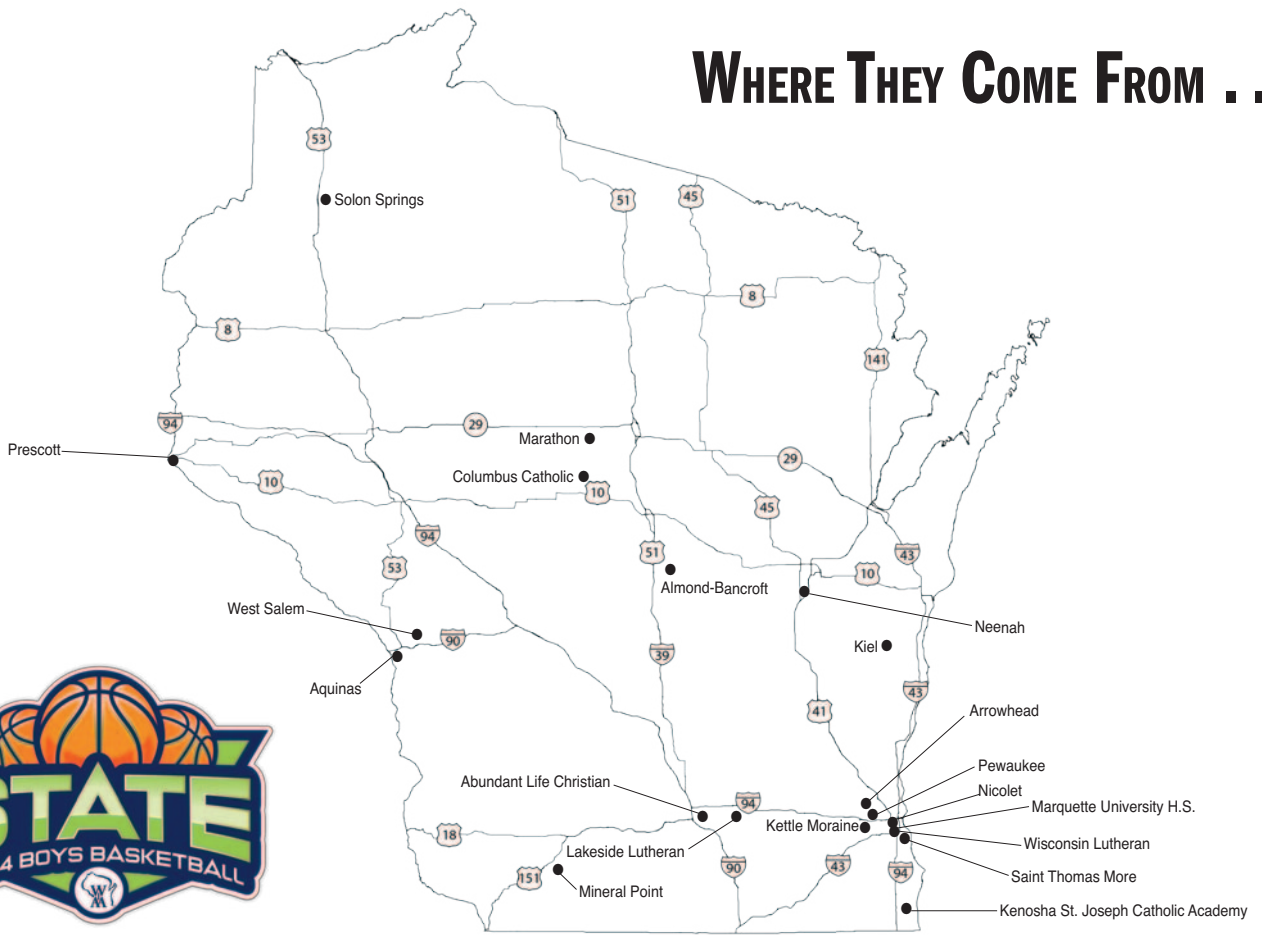 WHERE THEY COME FROM . .
53
Solon Springs
51
45
8
8
141
94
29
Prescott
Marathon
29
Columbus Catholic
10
10
45
94
51
43
53
10
Almond-Bancroft
West Salem
Neenah
90
Kiel
39
Aquinas
43
41
Arrowhead
Pewaukee
Abundant Life Christian
Nicolet
94
Marquette University H.S.
Kettle Moraine
18
Wisconsin Lutheran
Lakeside Lutheran
43
90
94
151
Saint Thomas More
Mineral Point
Kenosha St. Joseph Catholic Academy
STATE
4 BOYS BASKETBALL